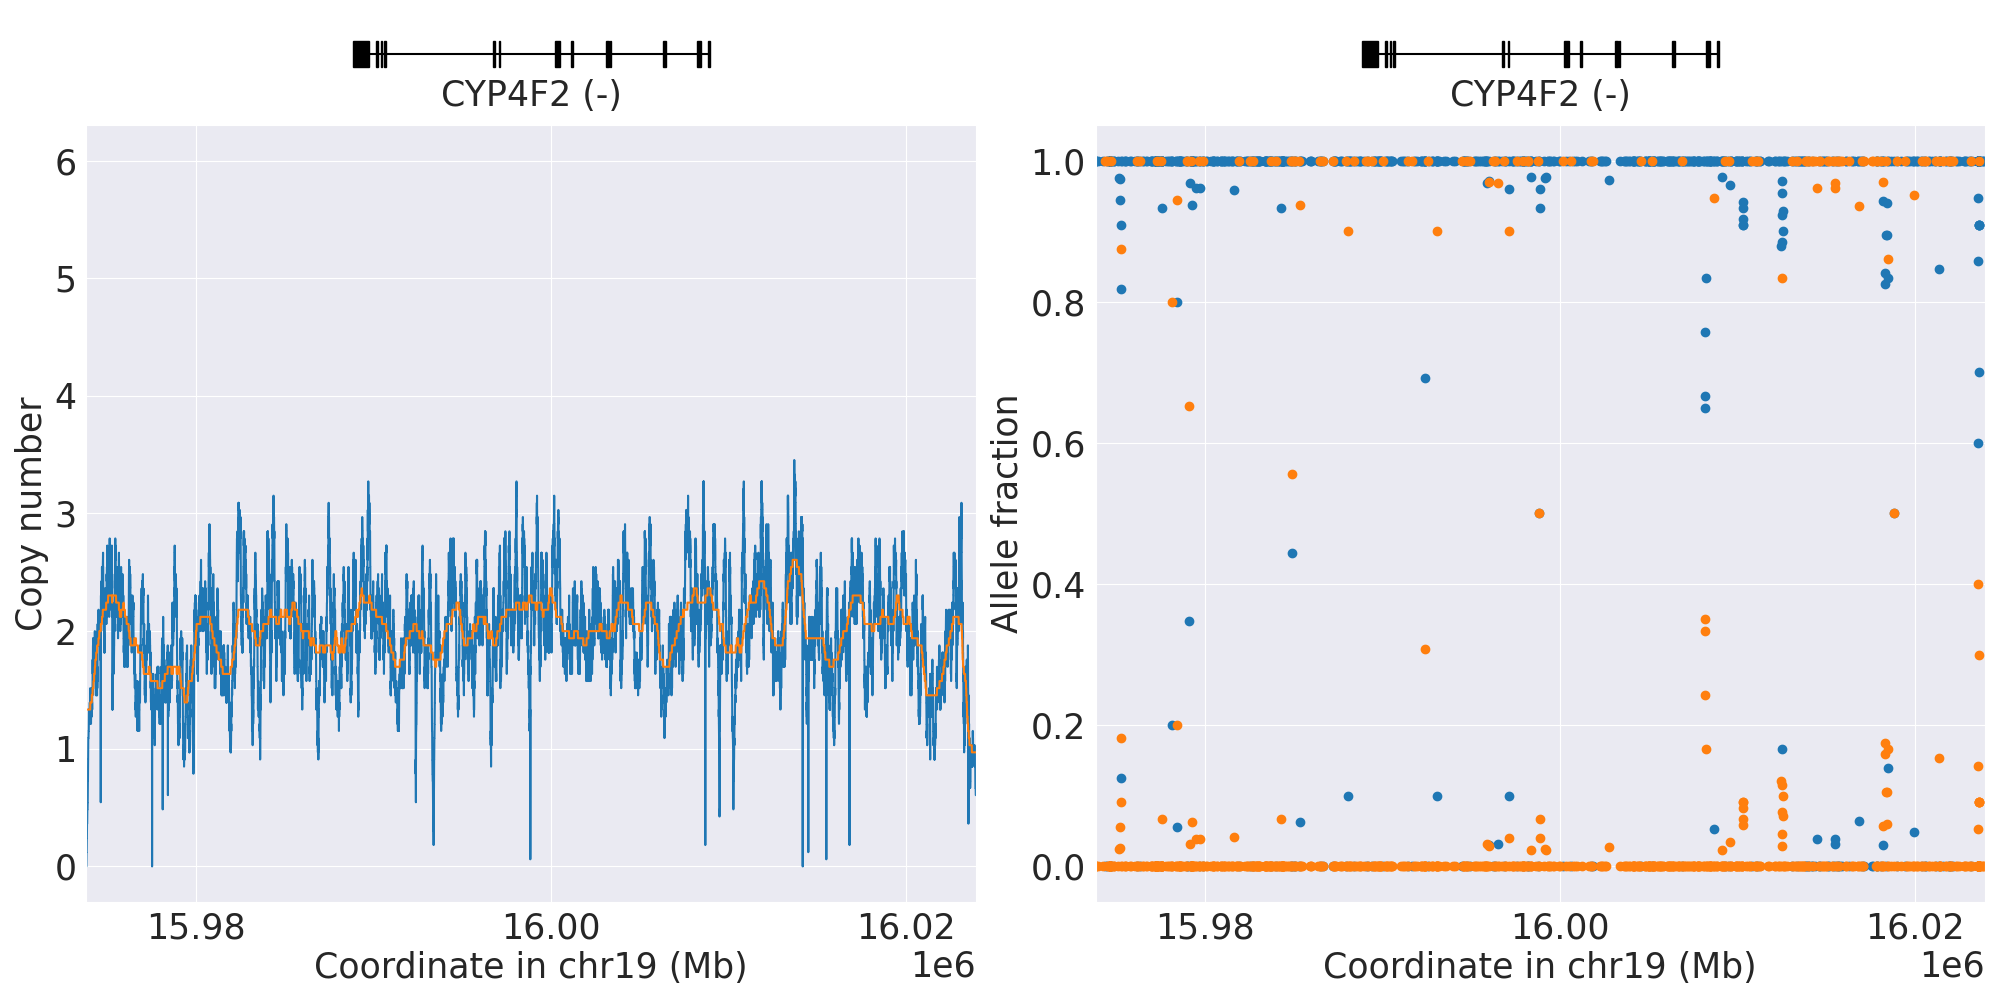 CYP4F2 (-)
6
5
4
3
2
1
0
Copy number
15.98
16.00
16.02
Coordinate in chr19 (Mb)
1e6
CYP4F2 (-)
1.0
0.8
0.6
0.4
0.2
0.0
Allele fraction
15.98
16.00
16.02
Coordinate in chr19 (Mb)
1e6